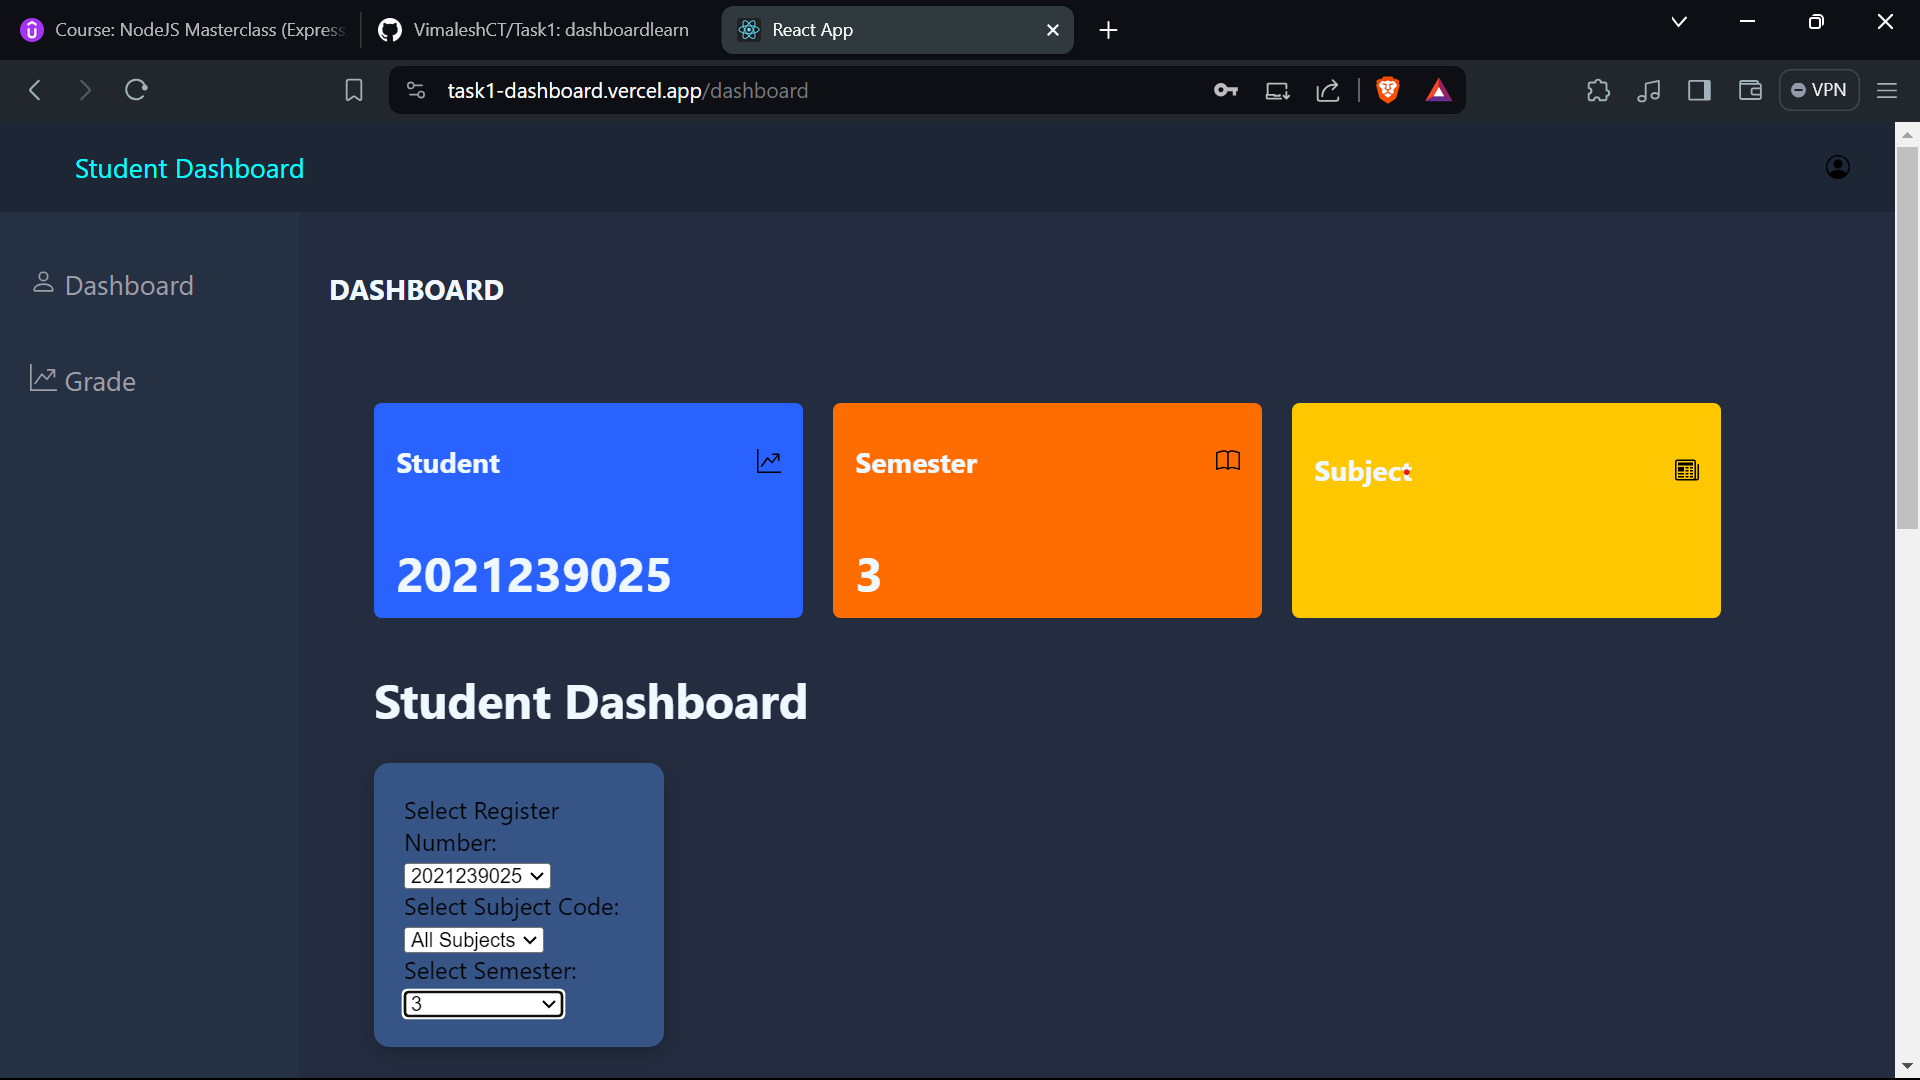 Course: NodeJS Masterclass (Express
VimaleshCT/Task1: dashboardlearn
React App
task1-dashboard.vercel.app/dashboard
VPN
Student Dashboard
Dashboard
Grade
DASHBOARD
Student
2021239025
Semester
3
Subject
Student Dashboard
Select Register
Number:
2021239025
Select Subject Code:
All Subjects
Select Semester:
3